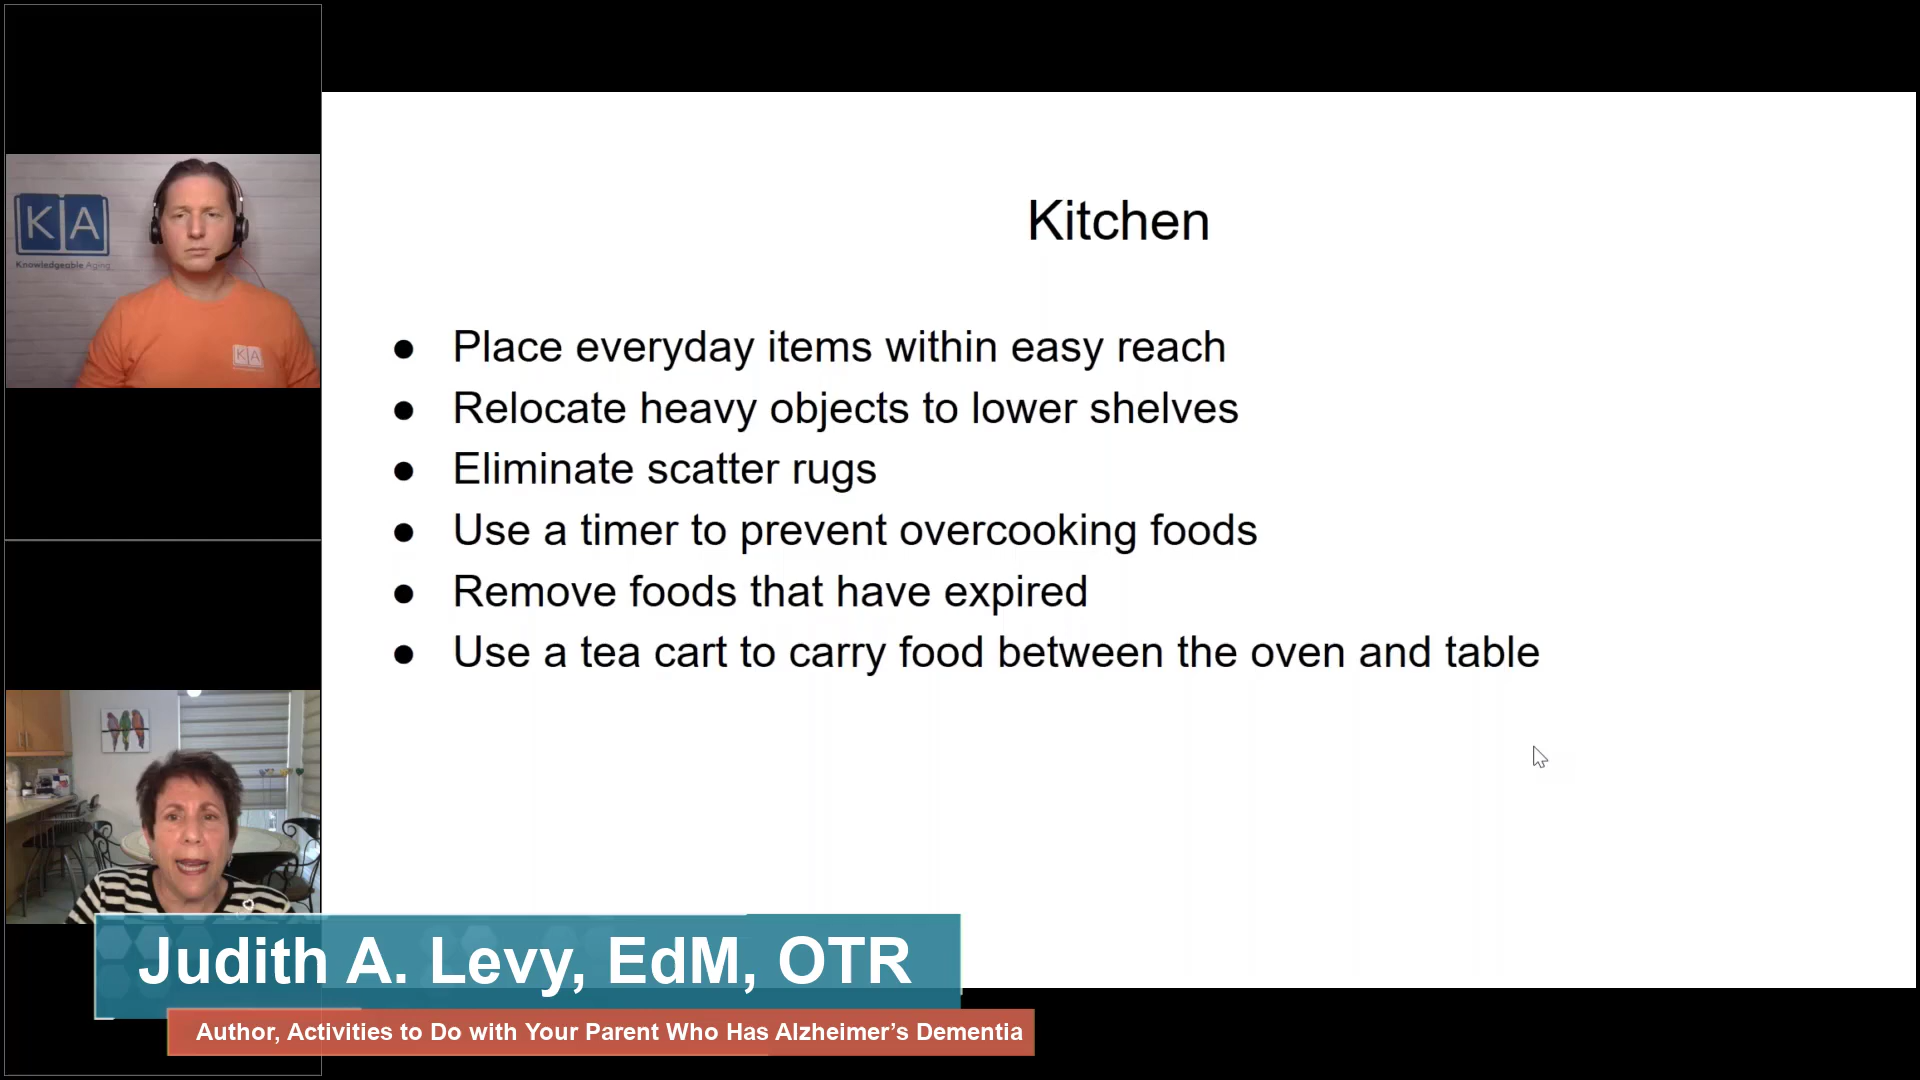 KiA
Knowledgeable Aging
KiA
Kitchen
● Place everyday items within easy reach
● Relocate heavy objects to lower shelves
● Eliminate scatter rugs
● Use a timer to prevent overcooking foods
● Remove foods that have expired
● Use a tea cart to carry food between the oven and table
Judith A. Levy, EdM, OTR
Author, Activities to Do with Your Parent Who Has Alzheimer’s Dementia